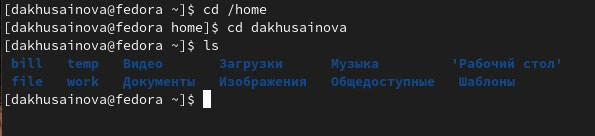 [dakhusainova@fedora ~]$ cd /home
[dakhusainova@fedora home]$ cd dakhusainova
[dakhusainova@fedora ~]$ ls
bill temp Видео Загрузки Музыка 'Рабочий стол'
file work Документы Изображения Общедоступные Шаблоны
[dakhusainova@fedora ~]$